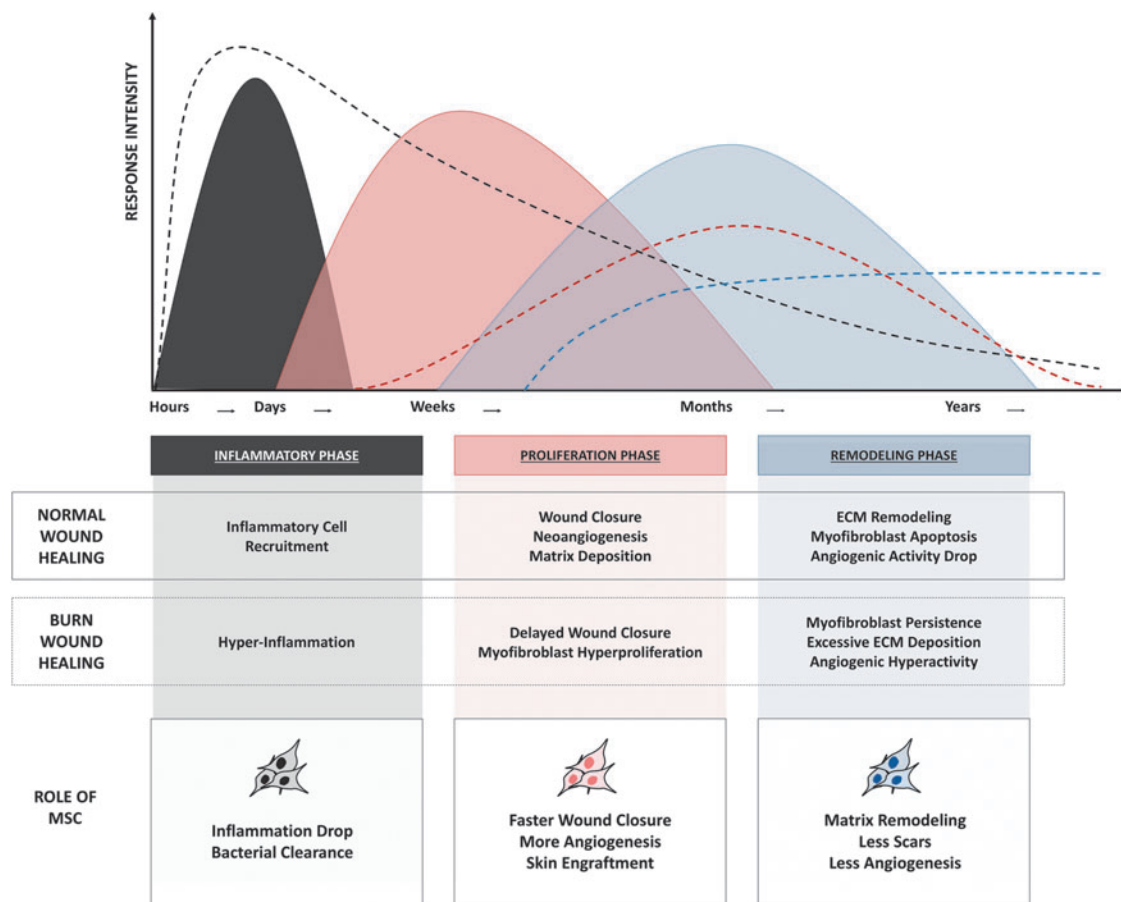 RESPONSE INTENSITY
Hours → Days → Weeks → Months → Years →
INFLAMMATORY PHASE
PROLIFERATION PHASE
REMODELING PHASE
NORMAL
WOUND
HEALING
Inflammatory Cell
Recruitment
Wound Closure
Neoangiogenesis
Matrix Deposition
ECM Remodeling
Myofibroblast Apoptosis
Angiogenic Activity Drop
BURN
WOUND
HEALING
Hyper-Inflammation
Delayed Wound Closure
Myofibroblast Hyperproliferation
Myofibroblast Persistence
Excessive ECM Deposition
Angiogenic Hyperactivity
ROLE OF
MSC
Inflammation Drop
Bacterial Clearance
Faster Wound Closure
More Angiogenesis
Skin Engraftment
Matrix Remodeling
Less Scars
Less Angiogenesis